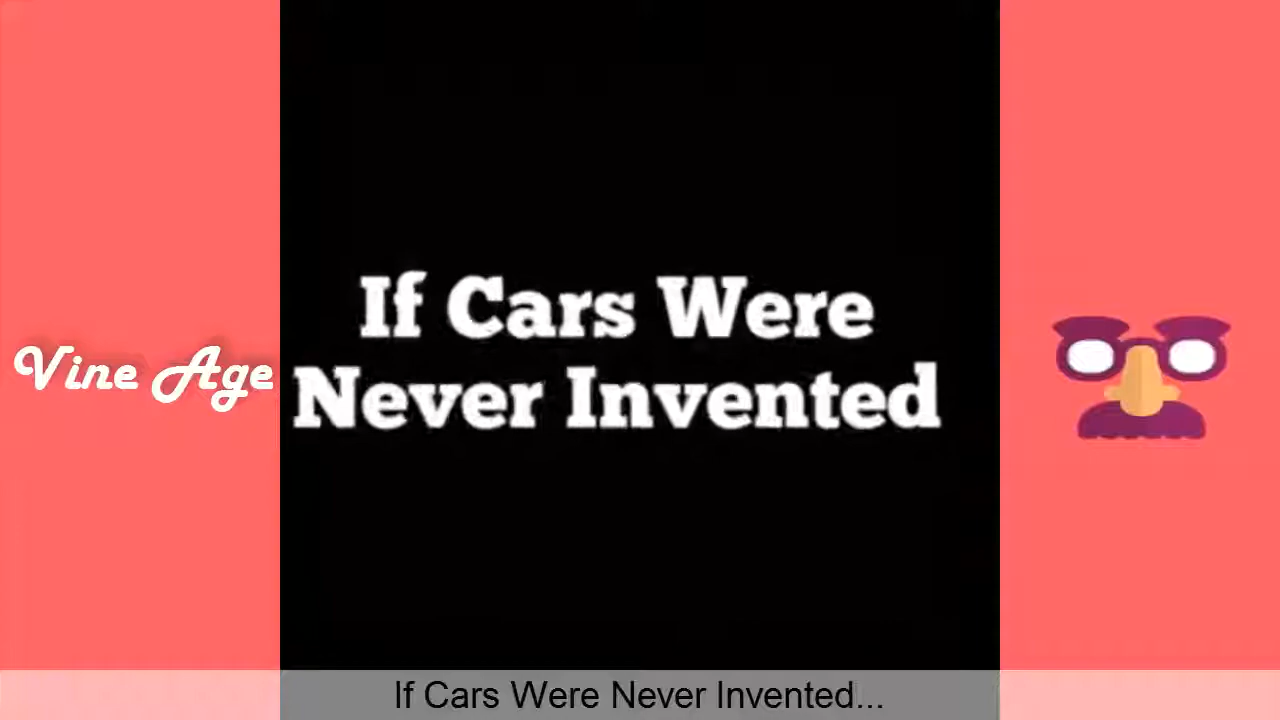 If Cars Were
Never Invented
Vine Age
If Cars Were Never Invented...